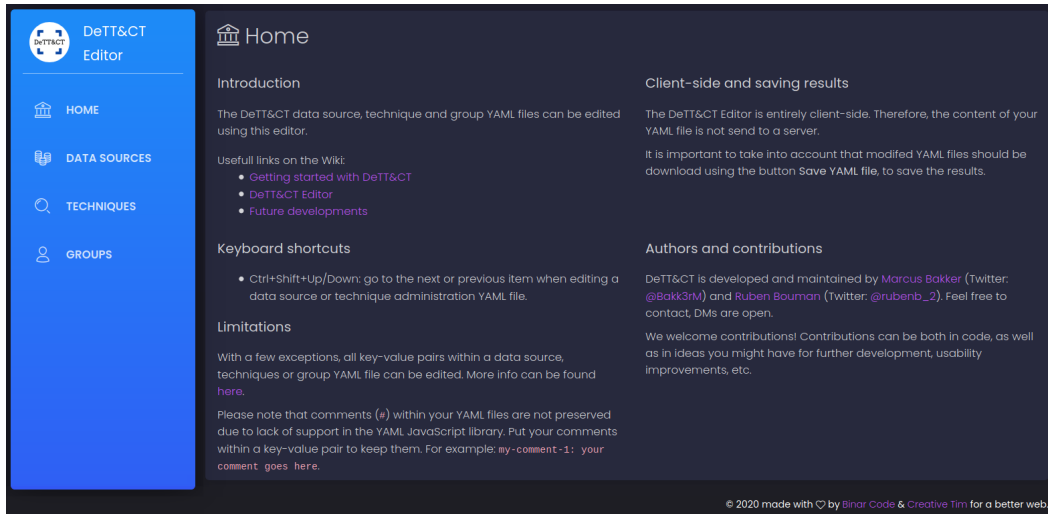 DeTT&CT
DeTT&CT
Editor
HOME
DATA SOURCES
TECHNIQUES
GROUPS
Home
Introduction
The DeTT&CT data source, technique and group YAML files can be edited
using this editor.
Usefull links on the Wiki:
Getting started with DeTT&CT
DeTT&CT Editor
Future developments
Keyboard shortcuts
Ctrl+Shift+Up/Down: go to the next or previous item when editing a
data source or technique administration YAML file.
Limitations
With a few exceptions, all key-value pairs within a data source,
techniques or group YAML file can be edited. More info can be found
here.
Please note that comments (#) within your YAML files are not preserved
due to lack of support in the YAML JavaScript library. Put your comments
within a key-value pair to keep them. For example: my-comment-1: your
comment goes here.
Client-side and saving results
The DeTT&CT Editor is entirely client-side. Therefore, the content of your
YAML file is not send to a server.
It is important to take into account that modifed YAML files should be
download using the button Save YAML file, to save the results.
Authors and contributions
DeTT&CT is developed and maintained by Marcus Bakker (Twitter:
@Bakk3rM) and Ruben Bouman (Twitter: @rubenb_2). Feel free to
contact, DMs are open.
We welcome contributions! Contributions can be both in code, as well
as in ideas you might have for further development, usability
improvements, etc.
© 2020 made with ♡ by Binar Code & Creative Tim for a better web.